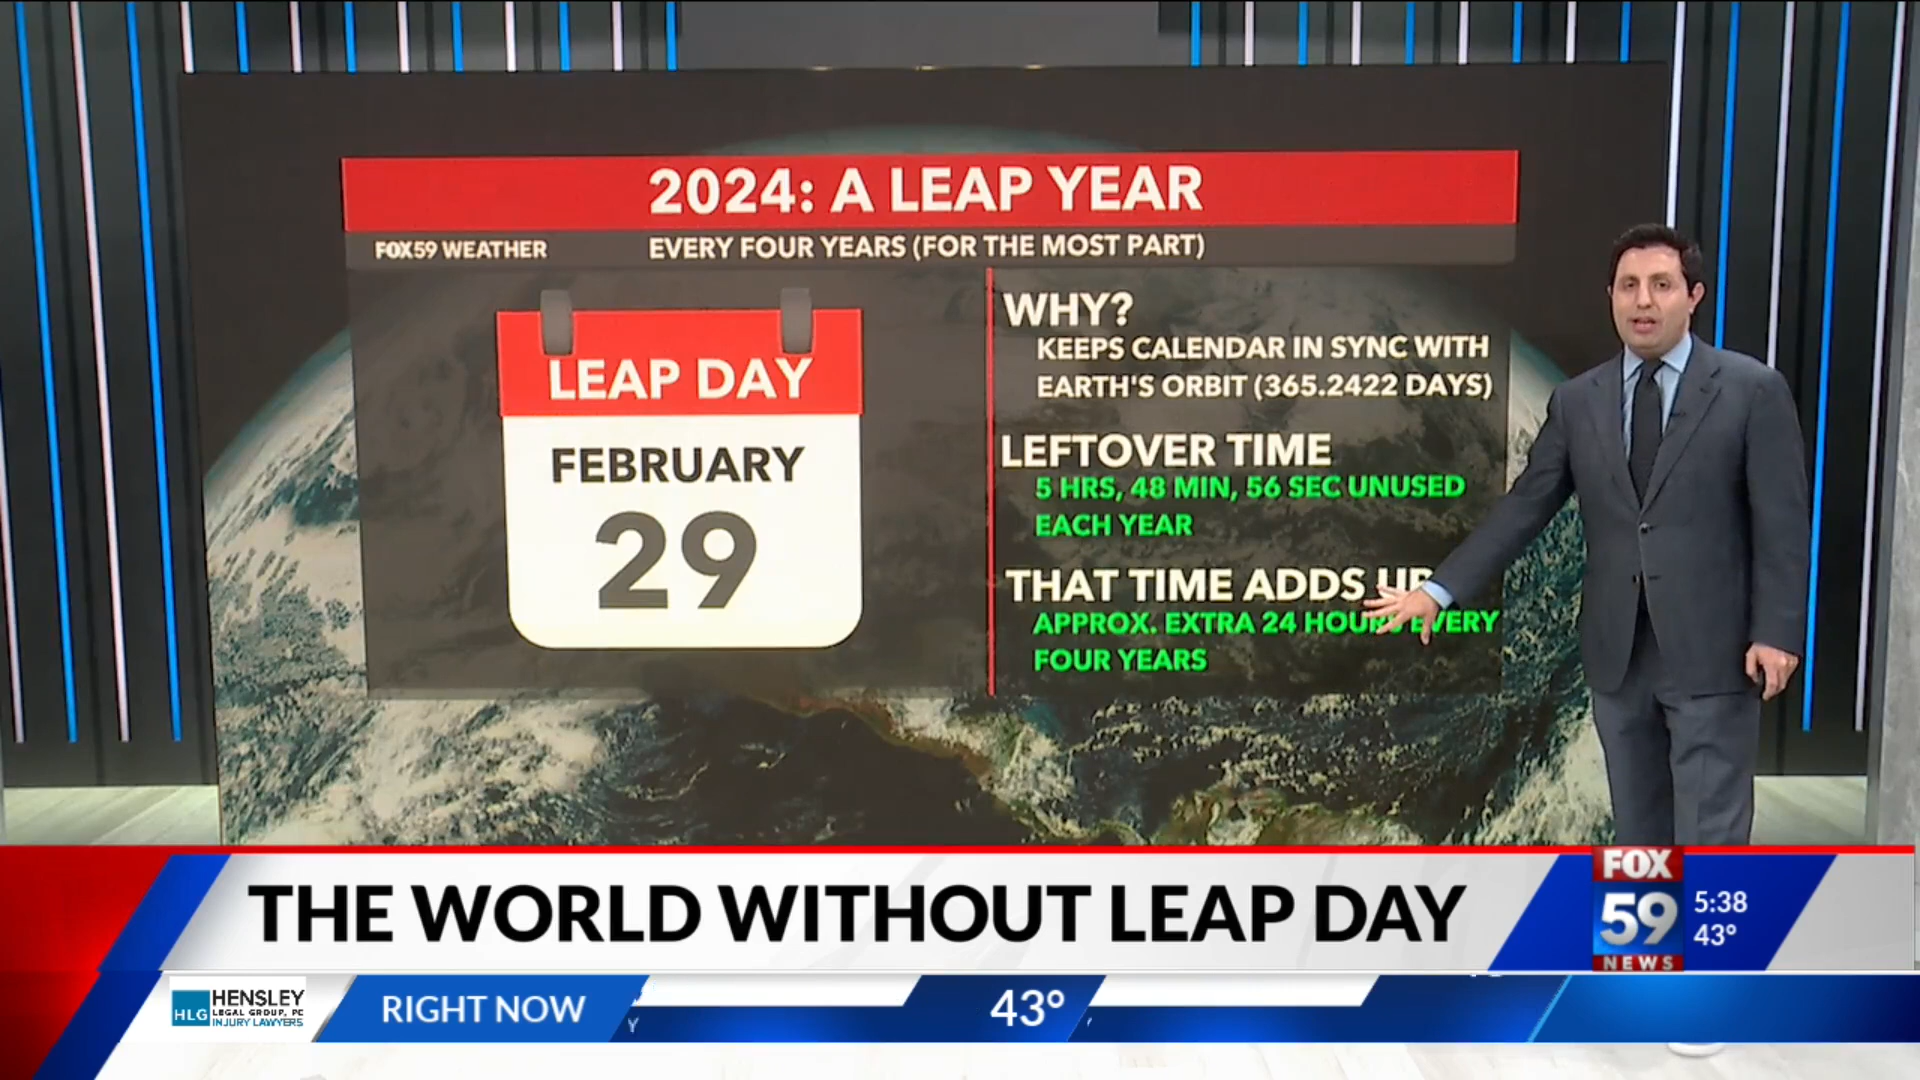 2024: A LEAP YEAR
FOX59 WEATHER
EVERY FOUR YEARS (FOR THE MOST PART)
LEAP DAY
FEBRUARY
29
WHY?
KEEPS CALENDAR IN SYNC WITH
EARTH'S ORBIT (365.2422 DAYS)
LEFTOVER TIME
5 HRS, 48 MIN, 56 SEC UNUSED
EACH YEAR
THAT TIME ADDS UP
APPROX. EXTRA 24 HOURS EVERY
FOUR YEARS
THE WORLD WITHOUT LEAP DAY
FOX
59
NEWS
5:38
43°
HLG
HENSLEY
LEGAL GROUP, PC
INJURY LAWYERS
RIGHT NOW
43°